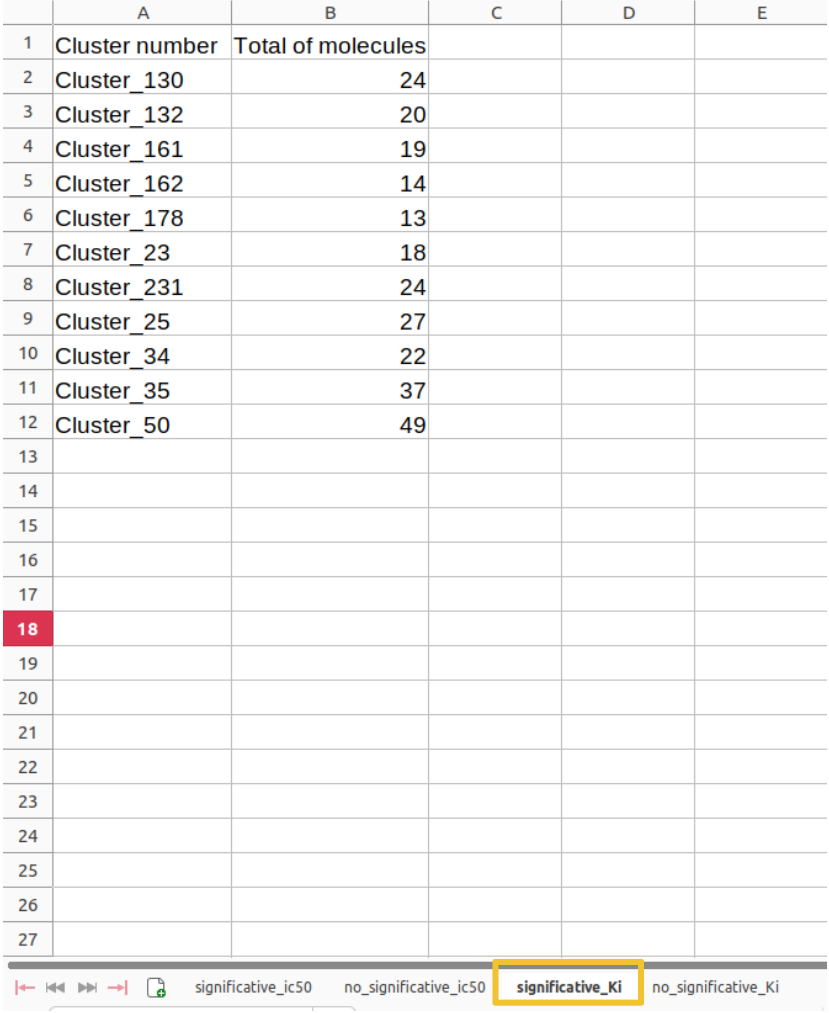 A B C D E
1 Cluster number Total of molecules
2 Cluster_130 24
3 Cluster_132 20
4 Cluster_161 19
5 Cluster_162 14
6 Cluster_178 13
7 Cluster_23 18
8 Cluster_231 24
9 Cluster_25 27
10 Cluster_34 22
11 Cluster_35 37
12 Cluster_50 49
13
14
15
16
17
18
19
20
21
22
23
24
25
26
27
significative_ic50 no_significative_ic50 significative_Ki no_significative_Ki